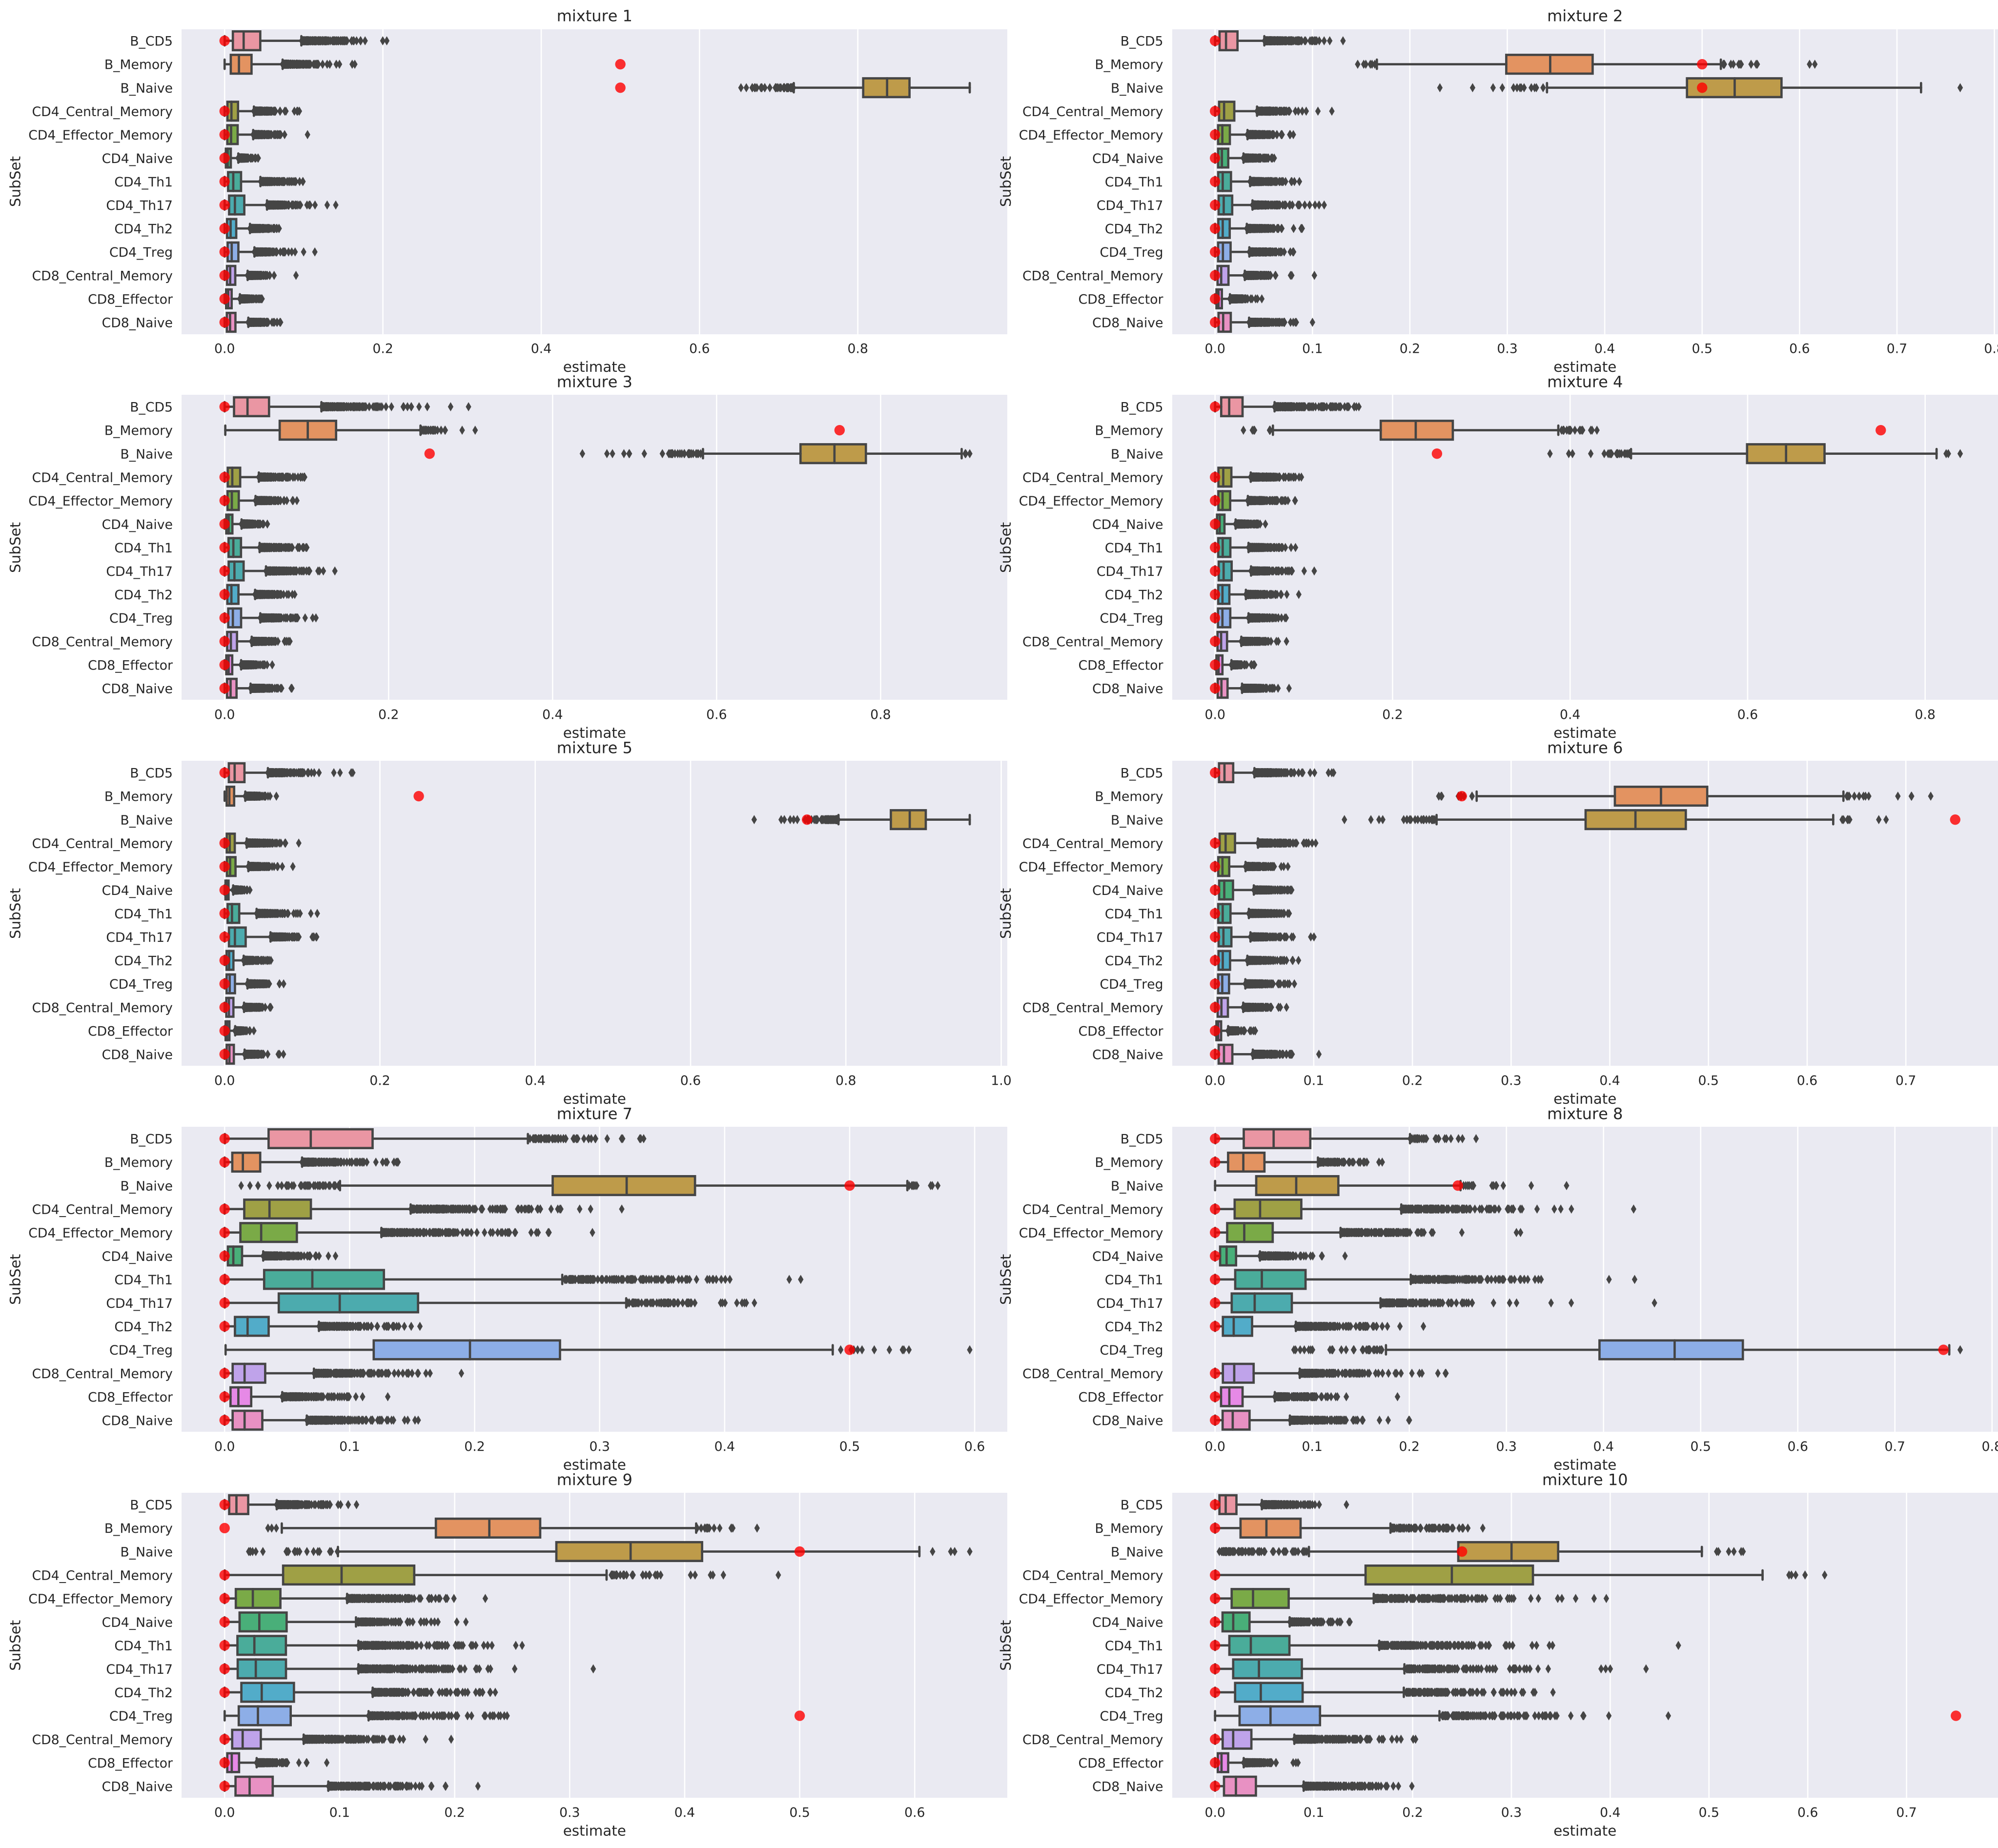 mixture 1
B_CD5
B_Memory
B_Naive
CD4_Central_Memory
CD4_Effector_Memory
CD4_Naive
CD4_Th1
CD4_Th17
CD4_Th2
CD4_Treg
CD8_Central_Memory
CD8_Effector
CD8_Naive
SubSet
0.0 0.2 0.4 0.6 0.8
estimate
mixture 2
B_CD5
B_Memory
B_Naive
CD4_Central_Memory
CD4_Effector_Memory
CD4_Naive
CD4_Th1
CD4_Th17
CD4_Th2
CD4_Treg
CD8_Central_Memory
CD8_Effector
CD8_Naive
SubSet
0.0 0.1 0.2 0.3 0.4 0.5 0.6 0.7
estimate
mixture 3
B_CD5
B_Memory
B_Naive
CD4_Central_Memory
CD4_Effector_Memory
CD4_Naive
CD4_Th1
CD4_Th17
CD4_Th2
CD4_Treg
CD8_Central_Memory
CD8_Effector
CD8_Naive
SubSet
0.0 0.2 0.4 0.6 0.8
estimate
mixture 4
B_CD5
B_Memory
B_Naive
CD4_Central_Memory
CD4_Effector_Memory
CD4_Naive
CD4_Th1
CD4_Th17
CD4_Th2
CD4_Treg
CD8_Central_Memory
CD8_Effector
CD8_Naive
SubSet
0.0 0.2 0.4 0.6 0.8
estimate
mixture 5
B_CD5
B_Memory
B_Naive
CD4_Central_Memory
CD4_Effector_Memory
CD4_Naive
CD4_Th1
CD4_Th17
CD4_Th2
CD4_Treg
CD8_Central_Memory
CD8_Effector
CD8_Naive
SubSet
0.0 0.2 0.4 0.6 0.8 1.0
estimate
mixture 6
B_CD5
B_Memory
B_Naive
CD4_Central_Memory
CD4_Effector_Memory
CD4_Naive
CD4_Th1
CD4_Th17
CD4_Th2
CD4_Treg
CD8_Central_Memory
CD8_Effector
CD8_Naive
SubSet
0.0 0.1 0.2 0.3 0.4 0.5 0.6 0.7
estimate
mixture 7
B_CD5
B_Memory
B_Naive
CD4_Central_Memory
CD4_Effector_Memory
CD4_Naive
CD4_Th1
CD4_Th17
CD4_Th2
CD4_Treg
CD8_Central_Memory
CD8_Effector
CD8_Naive
SubSet
0.0 0.1 0.2 0.3 0.4 0.5 0.6
estimate
mixture 8
B_CD5
B_Memory
B_Naive
CD4_Central_Memory
CD4_Effector_Memory
CD4_Naive
CD4_Th1
CD4_Th17
CD4_Th2
CD4_Treg
CD8_Central_Memory
CD8_Effector
CD8_Naive
SubSet
0.0 0.1 0.2 0.3 0.4 0.5 0.6 0.7
estimate
mixture 9
B_CD5
B_Memory
B_Naive
CD4_Central_Memory
CD4_Effector_Memory
CD4_Naive
CD4_Th1
CD4_Th17
CD4_Th2
CD4_Treg
CD8_Central_Memory
CD8_Effector
CD8_Naive
SubSet
0.0 0.1 0.2 0.3 0.4 0.5 0.6
estimate
mixture 10
B_CD5
B_Memory
B_Naive
CD4_Central_Memory
CD4_Effector_Memory
CD4_Naive
CD4_Th1
CD4_Th17
CD4_Th2
CD4_Treg
CD8_Central_Memory
CD8_Effector
CD8_Naive
SubSet
0.0 0.1 0.2 0.3 0.4 0.5 0.6 0.7
estimate